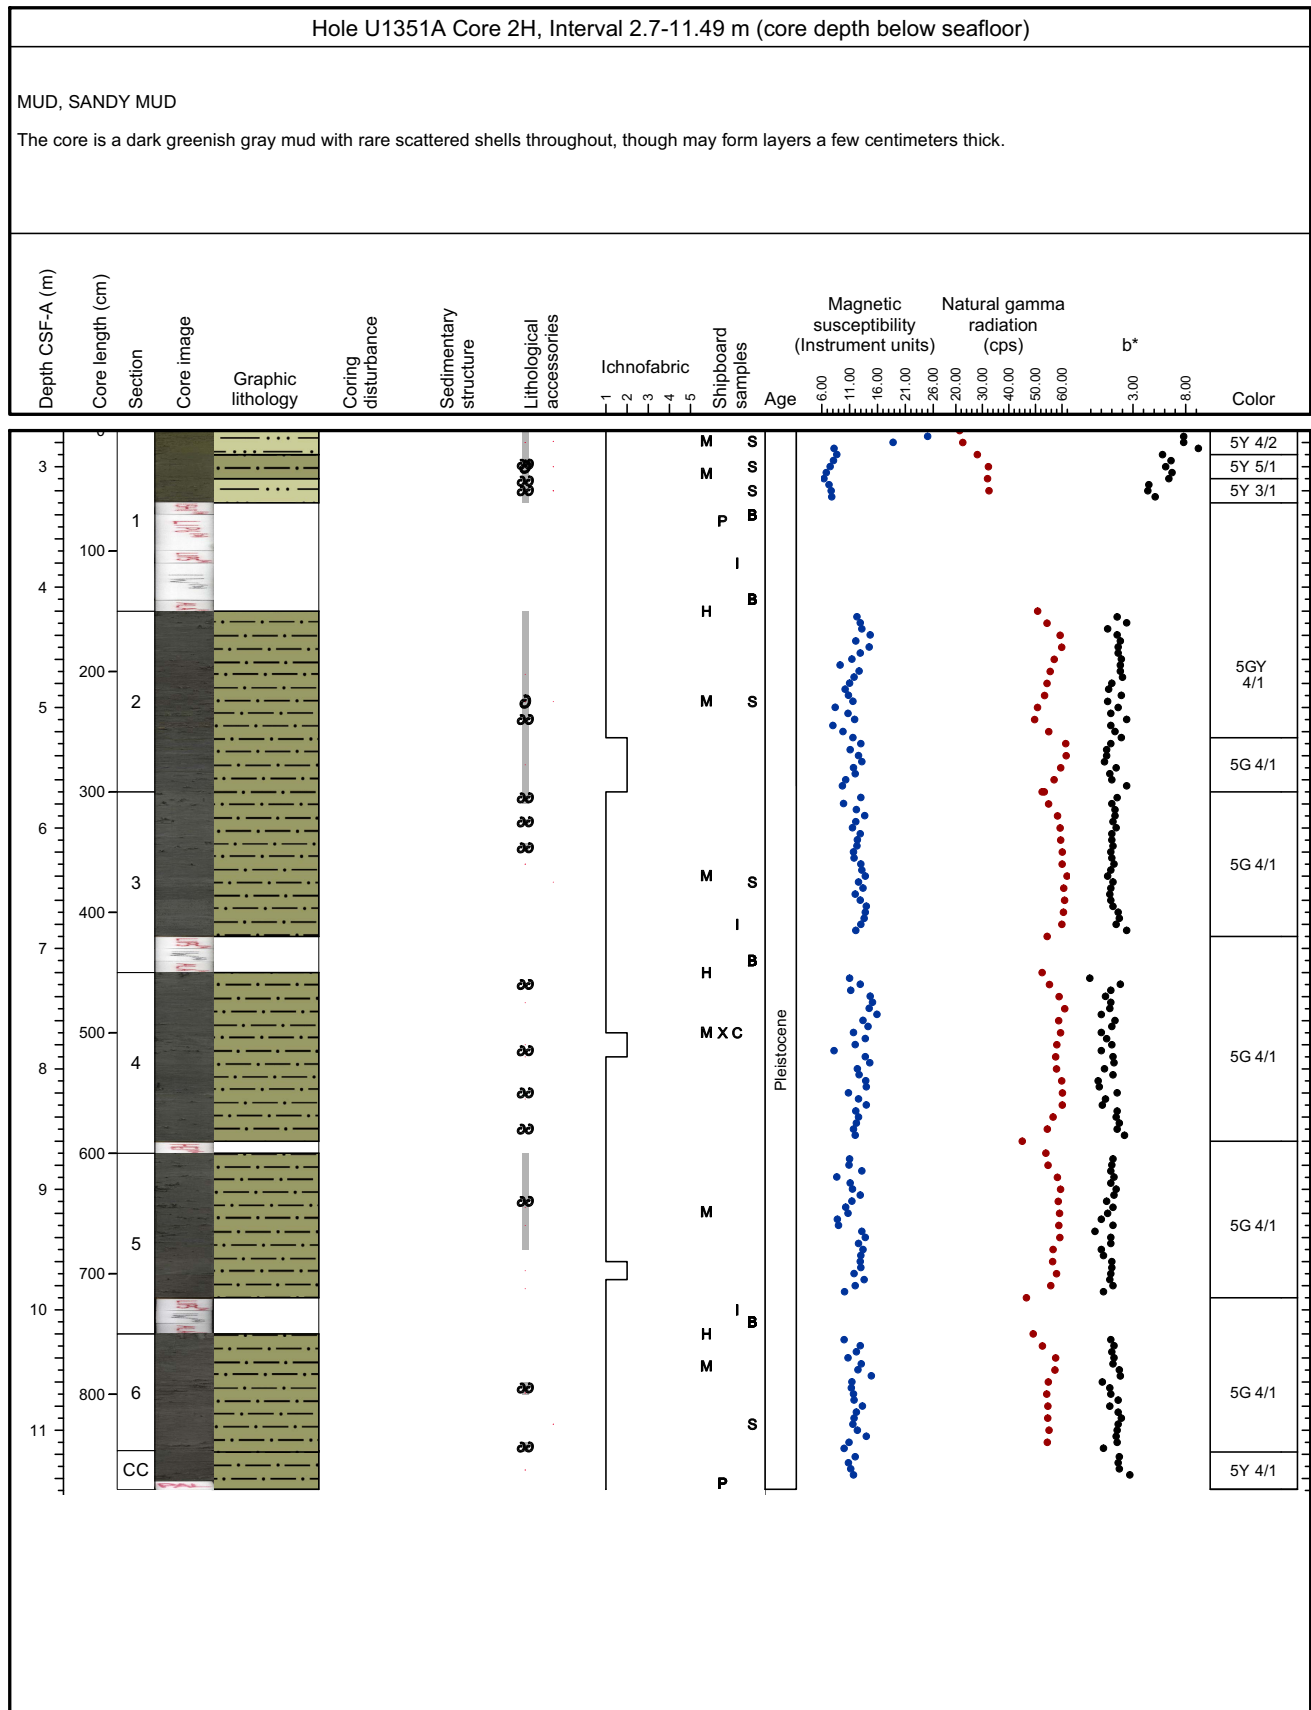 Hole U1351A Core 2H, Interval 2.7-11.49 m (core depth below seafloor)
MUD, SANDY MUD
The core is a dark greenish gray mud with rare scattered shells throughout, though may form layers a few centimeters thick.
Depth CSF-A (m)
Core length (cm)
Section
Core image
Graphic
lithology
Coring
disturbance
Sedimentary
structure
Lithological
accessories
Ichnofabric
1 2 3 4 5
Shipboard
samples
Age
Magnetic
susceptibility
(Instrument units)
6.00 11.00 16.00 21.00 26.00
Natural gamma
radiation
(cps)
20.00 30.00 40.00 50.00 60.00
b*
3.00 8.00
Color
0
M S 5Y 4/2
3 S 5Y 5/1
M
S 5Y 3/1
1 P B
100
I
4 B
H
200 5GY
4/1
2 M S
5
5G 4/1
300
6
3 M S 5G 4/1
400
I
7 B
H
Pleistocene
500 M X C
4 5G 4/1
8
600
9 M
5 5G 4/1
700
10 I
B
H
M
800 6 5G 4/1
11 S
CC 5Y 4/1
P